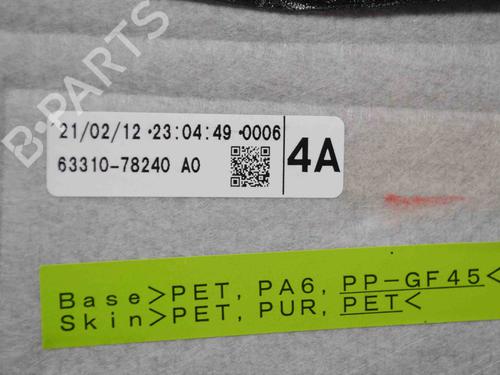 B-PARTS
21/02/12 ·23:04:49 ·0006
63310-78240 A0
4A
Base>PET, PA6, PP-GF45<
Skin>PET, PUR, PET<